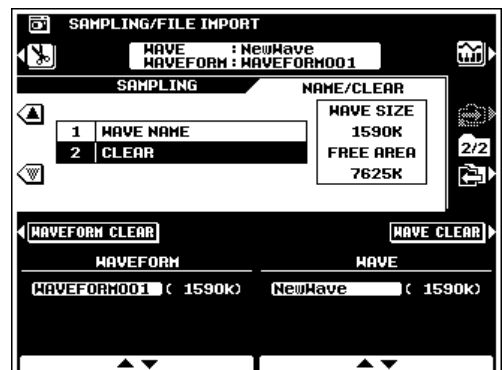 SAMPLING/FILE IMPORT
WAVE : NewWave
WAVEFORM : WAVEFORM001
SAMPLING NAME/CLEAR
WAVE SIZE
1 WAVE NAME 1590K
2 CLEAR FREE AREA
2/2
7625K
WAVEFORM CLEAR WAVE CLEAR
WAVEFORM WAVE
WAVEFORM001 ( 1590K) NewWave ( 1590K)